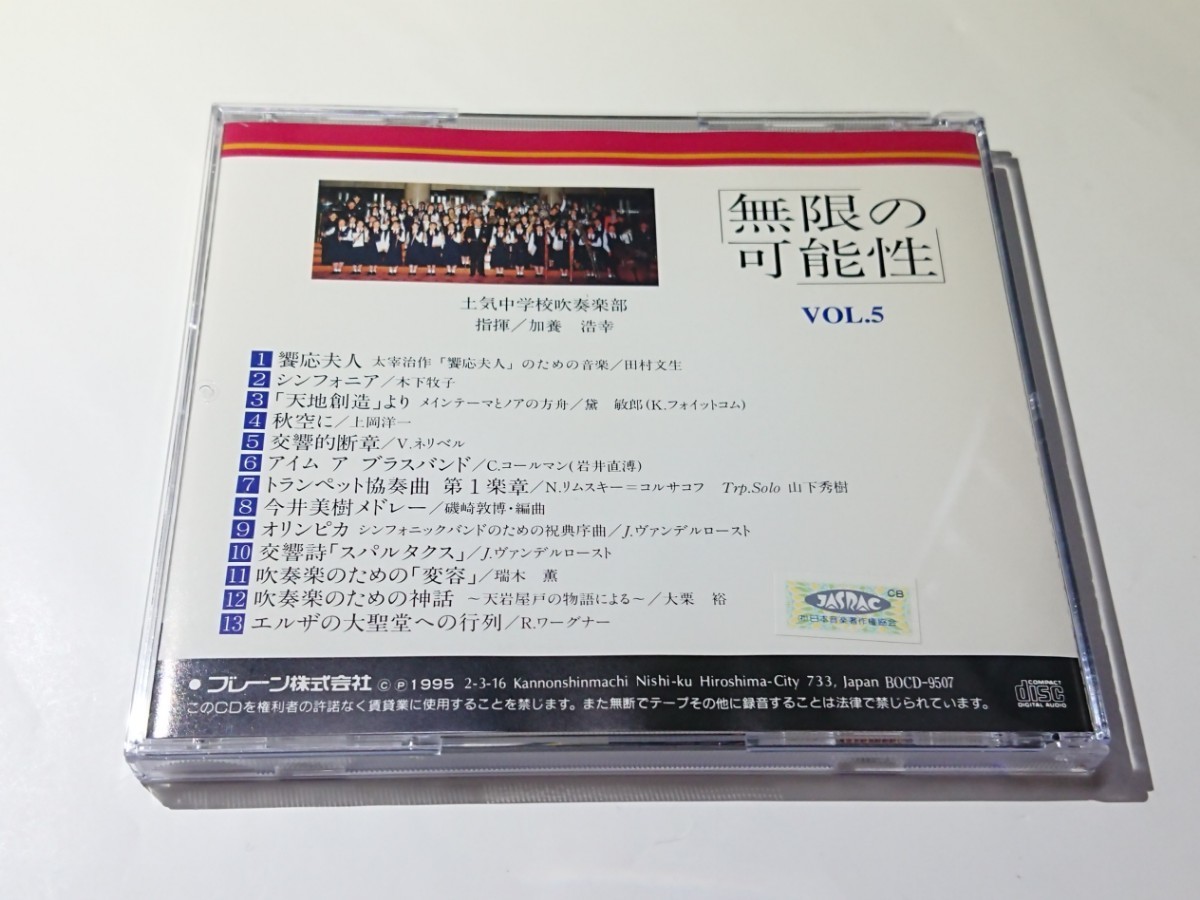 無限の
可能性
VOL.5
土気中学校吹奏楽部
指揮／加養 浩幸
1 饗応夫人 太宰治作「饗応夫人」のための音楽／田村文生
2 シンフォニア／木下牧子
3 「天地創造」より メインテーマとノアの方舟／黛 敏郎(K.フォイットコム)
4 秋空に／上岡洋一
5 交響的断章／V.ネリベル
6 アイム ア ブラスバンド／C.コールマン(岩井直溥)
7 トランペット協奏曲 第1楽章／N.リムスキー＝コルサコフ Trp.Solo 山下秀樹
8 今井美樹メドレー／磯崎敦博・編曲
9 オリンピカ シンフォニックバンドのための祝典序曲／J.ヴァンデルロースト
10 交響詩「スパルタクス」／J.ヴァンデルロースト
11 吹奏楽のための「変容」／瑞木 薫
12 吹奏楽のための神話 〜天岩屋戸の物語による〜／大栗 裕
13 エルザの大聖堂への行列／R.ワーグナー
CB
JASRAC
(社)日本音楽著作権協会
●ブレーン株式会社 ©℗1995 2-3-16 Kannonshinmachi Nishi-ku Hiroshima-City 733, Japan BOCD-9507
このCDを権利者の許諾なく賃貸業に使用することを禁じます。また無断でテープその他に録音することは法律で禁じられています。
COMPACT
disc
DIGITAL AUDIO